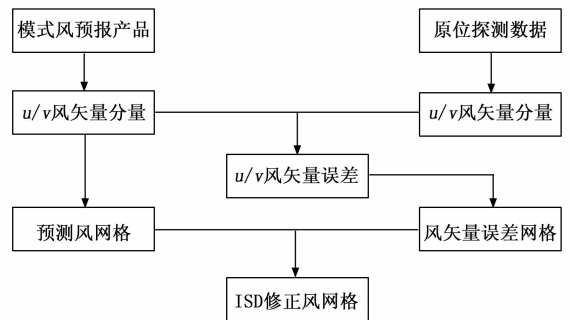 模式风预报产品
原位探测数据
u/v风矢量分量
u/v风矢量分量
u/v风矢量误差
预测风网格
风矢量误差网格
ISD修正风网格